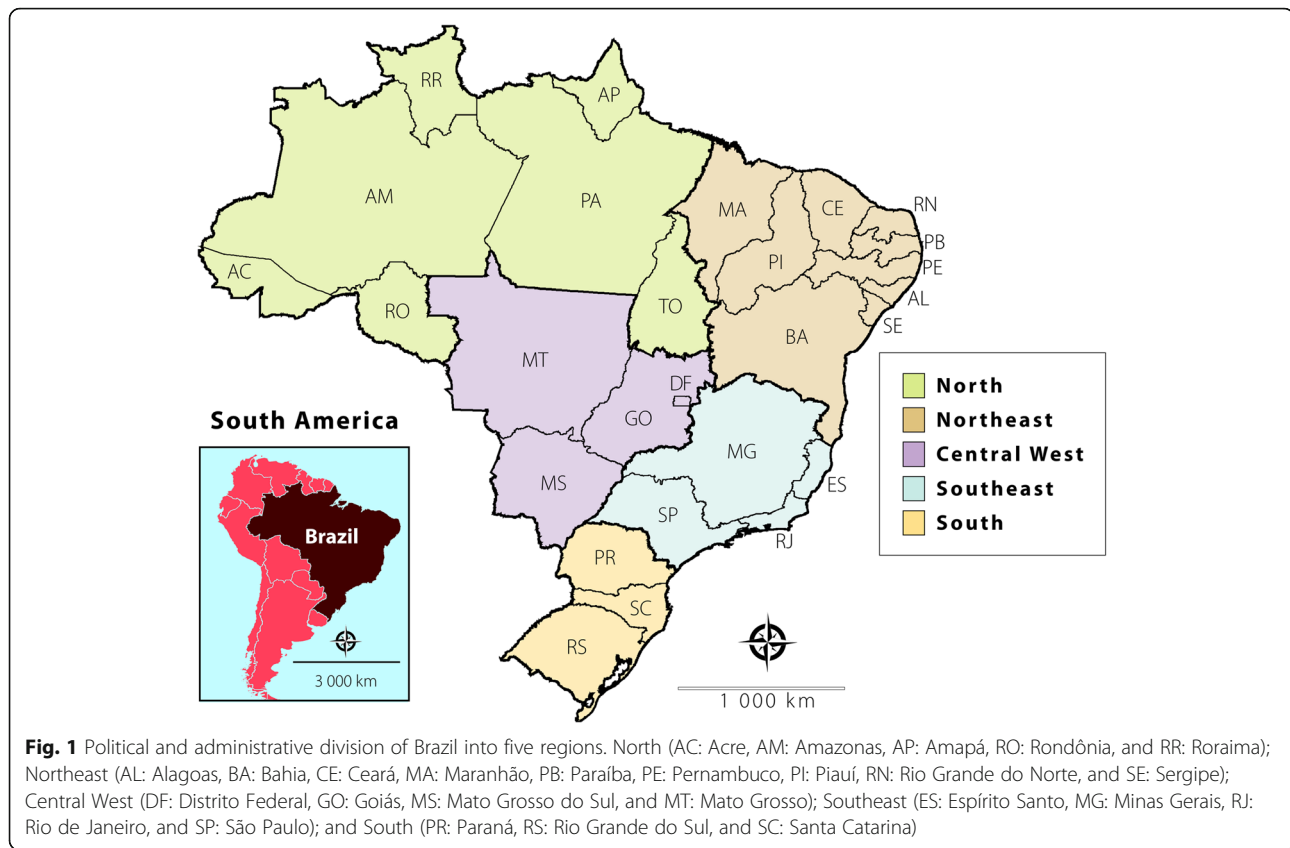 RR
AP
AM
PA
MA
CE
RN
PB
PE
AL
SE
PI
AC
RO
TO
BA
MT
DF
GO
MG
MS
ES
SP
RJ
PR
SC
RS
North
Northeast
Central West
Southeast
South
South America
Brazil
3 000 km
1 000 km
Fig. 1 Political and administrative division of Brazil into five regions. North (AC: Acre, AM: Amazonas, AP: Amapá, RO: Rondônia, and RR: Roraima);
Northeast (AL: Alagoas, BA: Bahia, CE: Ceará, MA: Maranhão, PB: Paraíba, PE: Pernambuco, PI: Piauí, RN: Rio Grande do Norte, and SE: Sergipe);
Central West (DF: Distrito Federal, GO: Goiás, MS: Mato Grosso do Sul, and MT: Mato Grosso); Southeast (ES: Espírito Santo, MG: Minas Gerais, RJ:
Rio de Janeiro, and SP: São Paulo); and South (PR: Paraná, RS: Rio Grande do Sul, and SC: Santa Catarina)